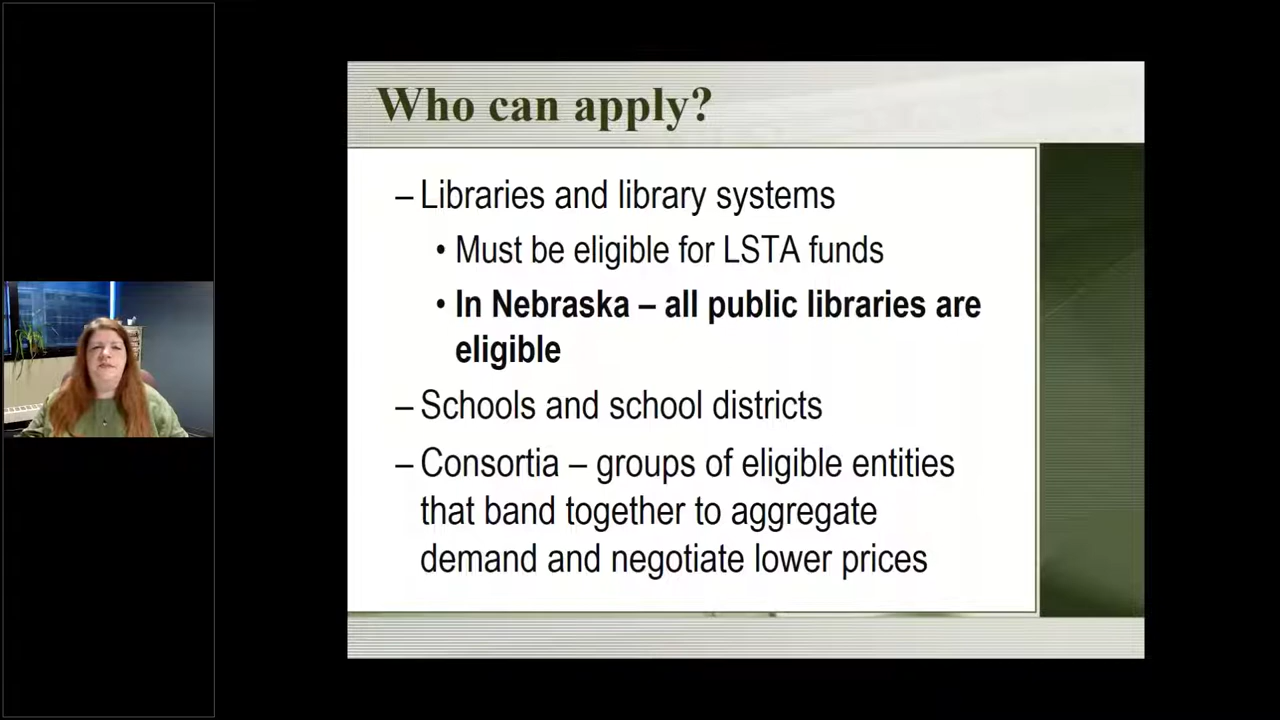 Who can apply?
– Libraries and library systems
• Must be eligible for LSTA funds
• In Nebraska – all public libraries are
eligible
– Schools and school districts
– Consortia – groups of eligible entities
that band together to aggregate
demand and negotiate lower prices